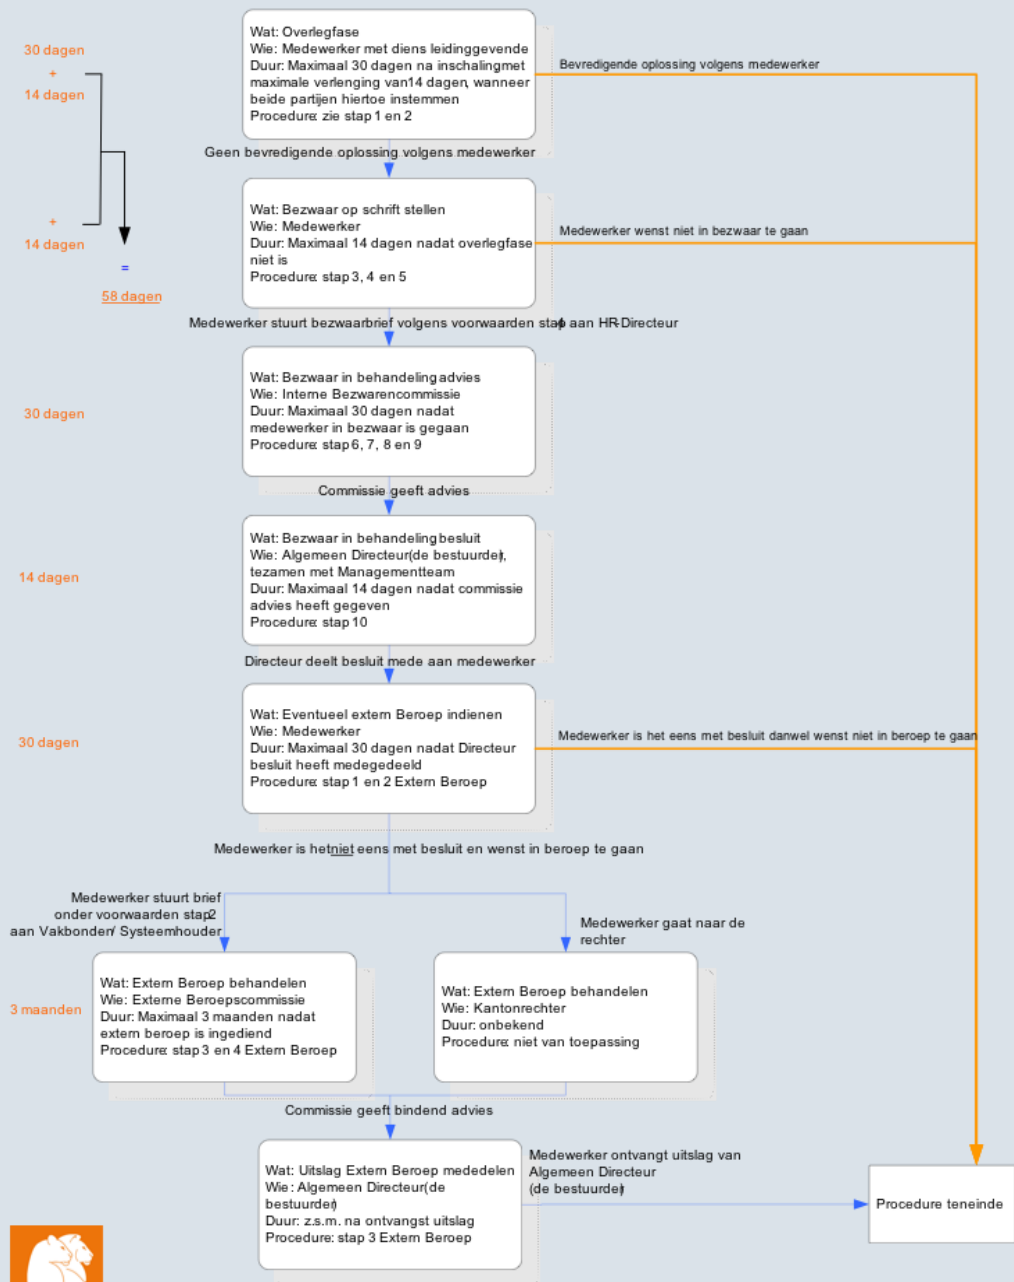 30 dagen
+
14 dagen
Wat: Overlegfase
Wie: Medewerker met diens leidinggevende
Duur: Maximaal 30 dagen na inschalingmet
maximale verlenging van14 dagen, wanneer
beide partijen hiertoe instemmen
Procedure: zie stap 1 en 2
Bevredigende oplossing volgens medewerker
Geen bevredigende oplossing volgens medewerker
+
14 dagen
=
58 dagen
Wat: Bezwaar op schrift stellen
Wie: Medewerker
Duur: Maximaal 14 dagen nadat overlegfase
niet is
Procedure: stap 3, 4 en 5
Medewerker wenst niet in bezwaar te gaan
Medewerker stuurt bezwaarbrief volgens voorwaarden stap4 aan HR-Directeur
30 dagen
Wat: Bezwaar in behandeling advies
Wie: Interne Bezwarencommissie
Duur: Maximaal 30 dagen nadat
medewerker in bezwaar is gegaan
Procedure: stap 6, 7, 8 en 9
Commissie geeft advies
14 dagen
Wat: Bezwaar in behandeling besluit
Wie: Algemeen Directeur(de bestuurder),
tezamen met Managementteam
Duur: Maximaal 14 dagen nadat commissie
advies heeft gegeven
Procedure: stap 10
Directeur deelt besluit mede aan medewerker
30 dagen
Wat: Eventueel extern Beroep indienen
Wie: Medewerker
Duur: Maximaal 30 dagen nadat Directeur
besluit heeft medegedeeld
Procedure: stap 1 en 2 Extern Beroep
Medewerker is het eens met besluit danwel wenst niet in beroep te gaan
Medewerker is het niet eens met besluit en wenst in beroep te gaan
Medewerker stuurt brief
onder voorwaarden stap2
aan Vakbonden/ Systeemhouder
Medewerker gaat naar de
rechter
3 maanden
Wat: Extern Beroep behandelen
Wie: Externe Beroepscommissie
Duur: Maximaal 3 maanden nadat
extern beroep is ingediend
Procedure: stap 3 en 4 Extern Beroep
Wat: Extern Beroep behandelen
Wie: Kantonrechter
Duur: onbekend
Procedure: niet van toepassing
Commissie geeft bindend advies
Wat: Uitslag Extern Beroep mededelen
Wie: Algemeen Directeur(de
bestuurder)
Duur: z.s.m. na ontvangst uitslag
Procedure: stap 3 Extern Beroep
Medewerker ontvangt uitslag van
Algemeen Directeur
(de bestuurder)
Procedure teneinde